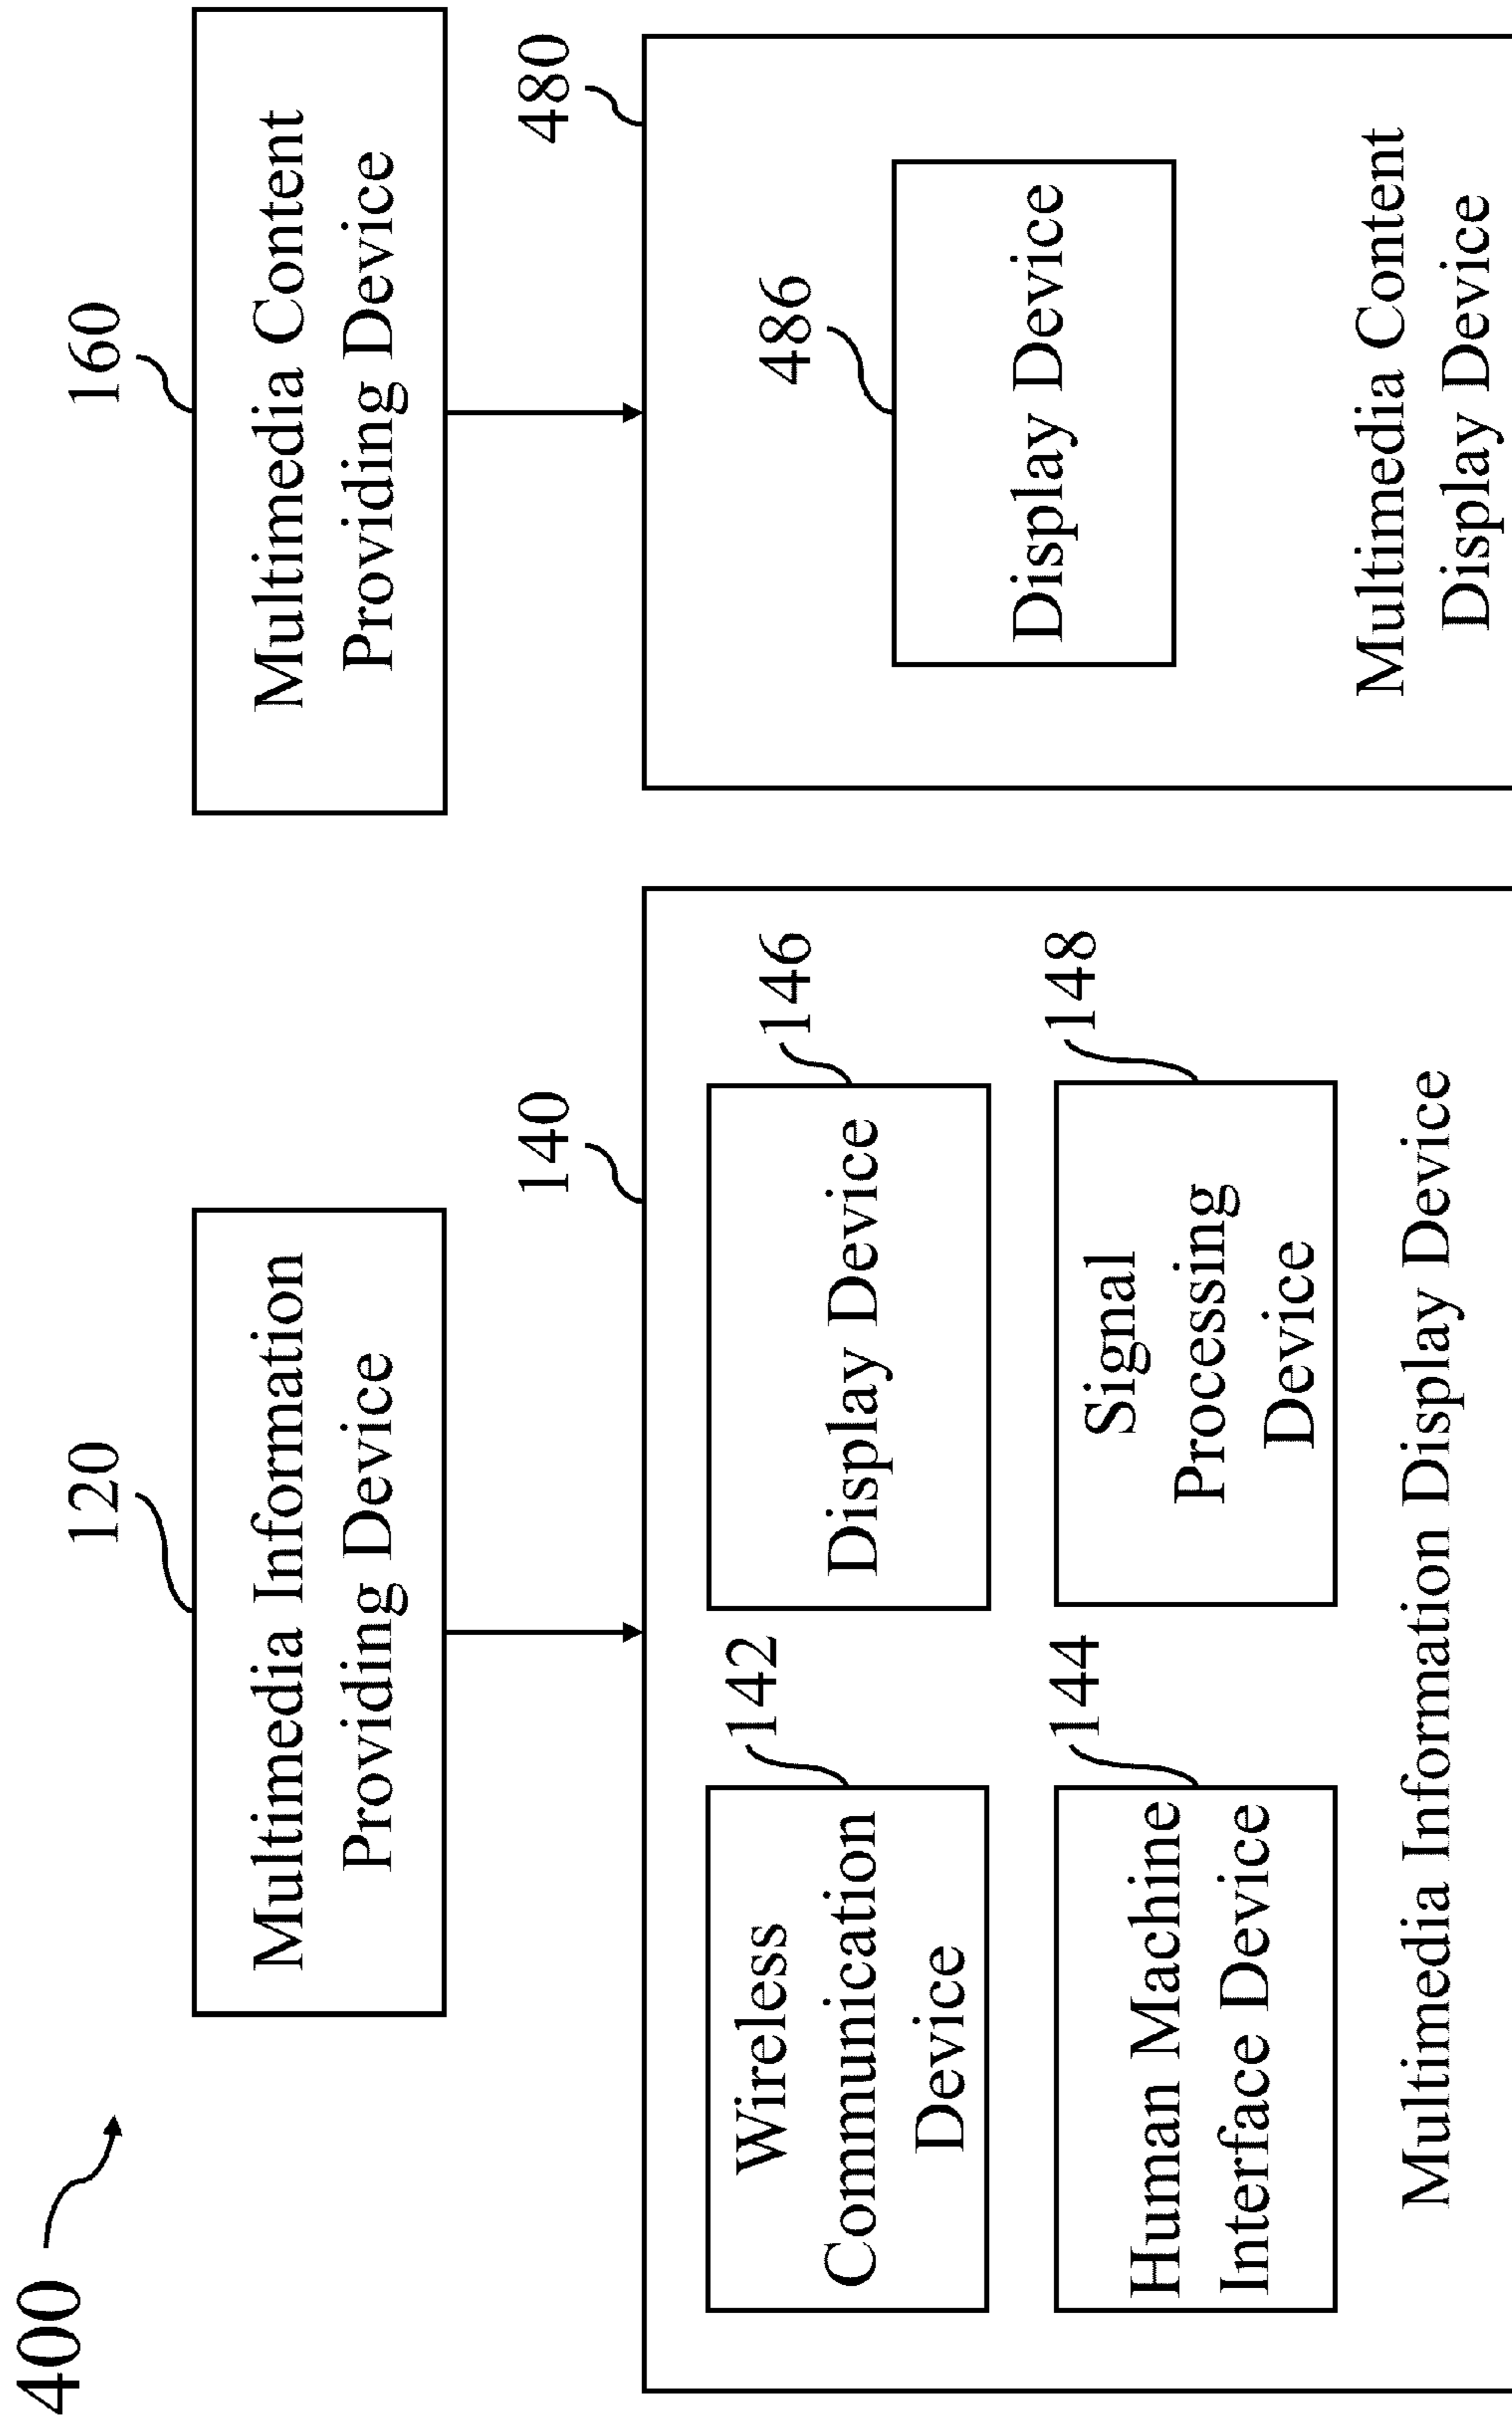 400
120
Multimedia Information
Providing Device
160
Multimedia Content
Providing Device
140
142
Wireless
Communication
Device
146
Display Device
144
Human Machine
Interface Device
148
Signal
Processing
Device
Multimedia Information Display Device
480
486
Display Device
Multimedia Content
Display Device